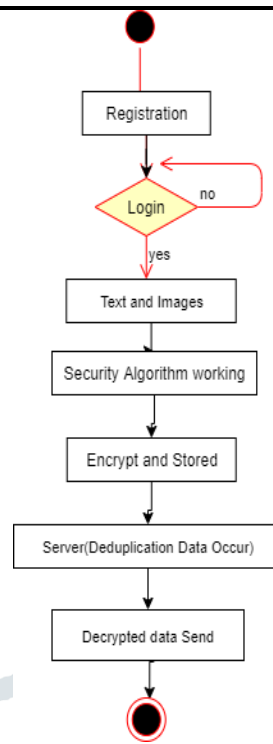 Registration
Login
no
yes
Text and Images
Security Algorithm working
Encrypt and Stored
Server(Deduplication Data Occur)
Decrypted data Send